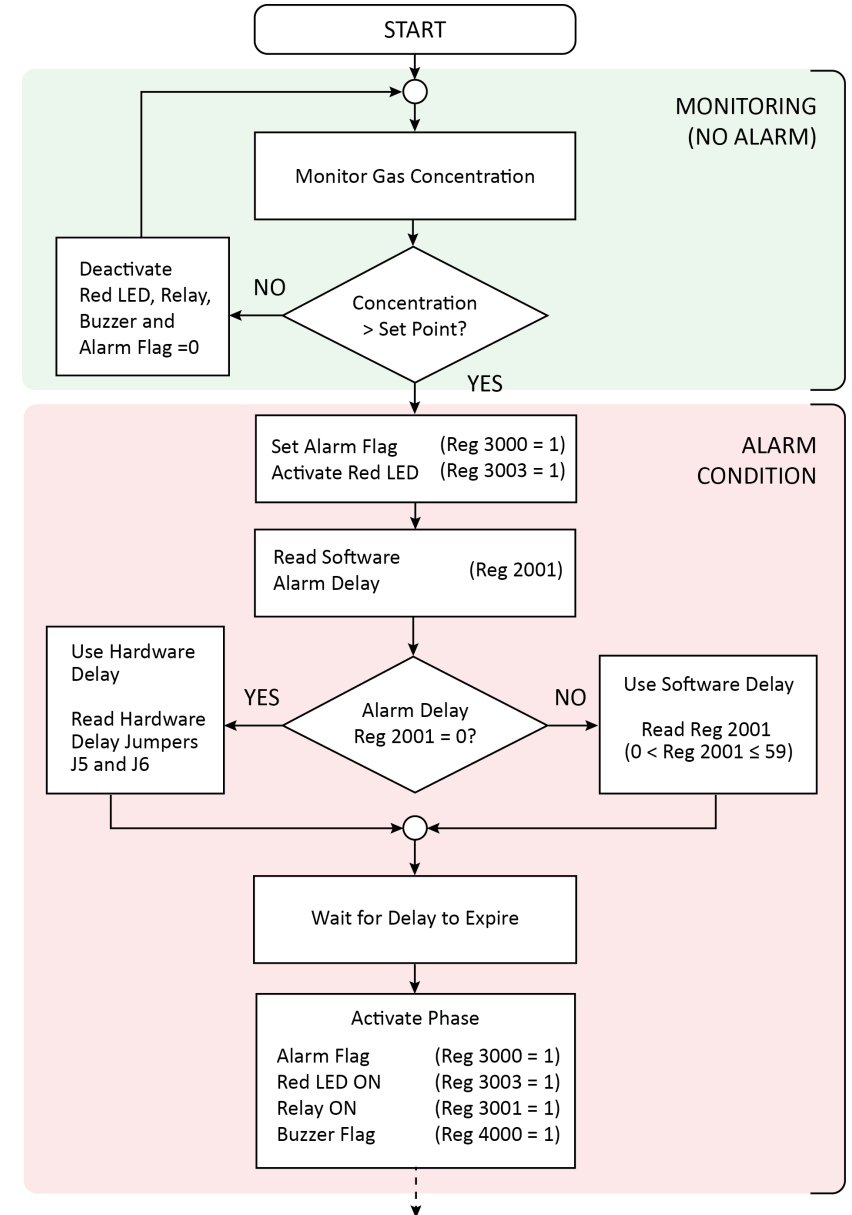 START
MONITORING
(NO ALARM)
Monitor Gas Concentration
Deactivate
Red LED, Relay,
Buzzer and
Alarm Flag =0
NO
Concentration
> Set Point?
YES
ALARM
CONDITION
Set Alarm Flag (Reg 3000 = 1)
Activate Red LED (Reg 3003 = 1)
Read Software
Alarm Delay
(Reg 2001)
Use Hardware
Delay
Read Hardware
Delay Jumpers
J5 and J6
YES
Alarm Delay
Reg 2001 = 0?
NO
Use Software Delay
Read Reg 2001
(0 < Reg 2001 ≤ 59)
Wait for Delay to Expire
Activate Phase
Alarm Flag (Reg 3000 = 1)
Red LED ON (Reg 3003 = 1)
Relay ON (Reg 3001 = 1)
Buzzer Flag (Reg 4000 = 1)